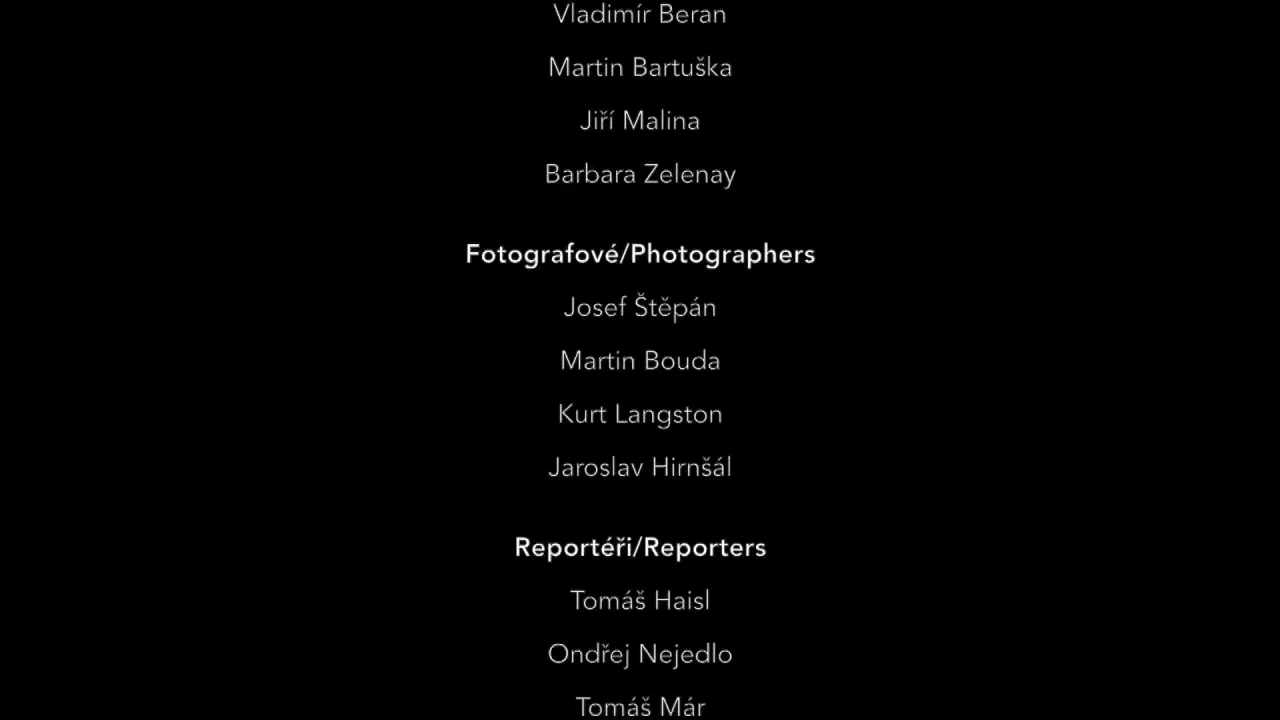 Vladimír Beran
Martin Bartuška
Jiří Malina
Barbara Zelenay
Fotografové/Photographers
Josef Štěpán
Martin Bouda
Kurt Langston
Jaroslav Hirnšál
Reportéři/Reporters
Tomáš Haisl
Ondřej Nejedlo
Tomáš Már